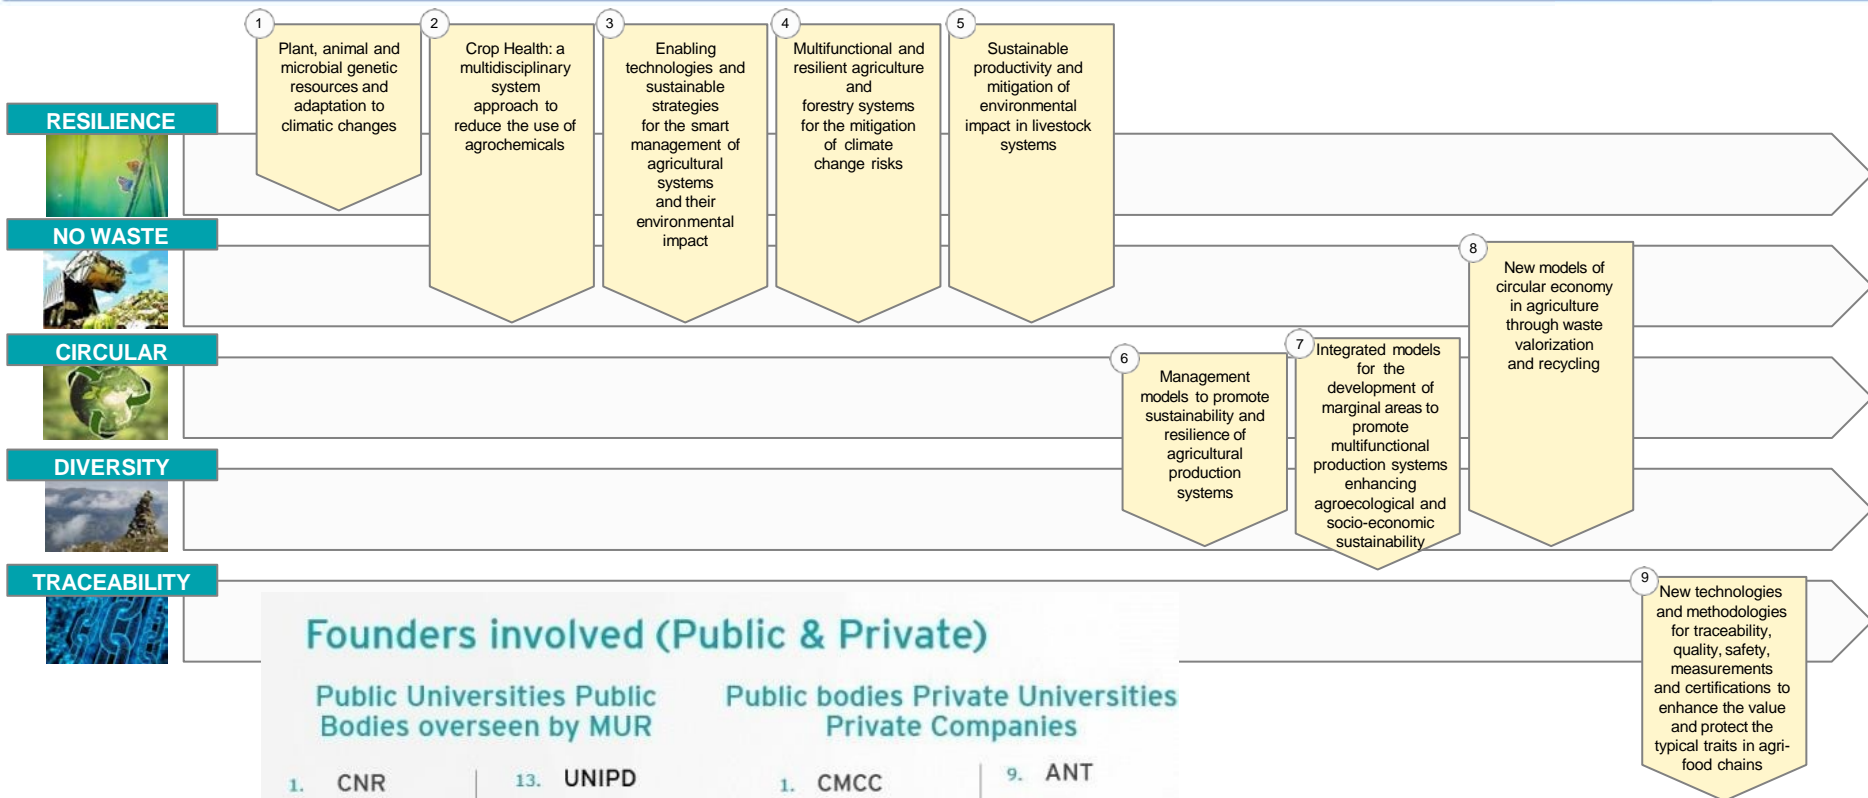 1
Plant, animal and
microbial genetic
resources and
adaptation to
climatic changes
2
Crop Health: a
multidisciplinary
system
approach to
reduce the use of
agrochemicals
3
Enabling
technologies and
sustainable
strategies
for the smart
management of
agricultural
systems
and their
environmental
impact
4
Multifunctional and
resilient agriculture
and
forestry systems
for the mitigation
of climate
change risks
5
Sustainable
productivity and
mitigation of
environmental
impact in livestock
systems
RESILIENCE
NO WASTE
8
New models of
circular economy
in agriculture
through waste
valorization
and recycling
CIRCULAR
6
Management
models to promote
sustainability and
resilience of
agricultural
production
systems
7
Integrated models
for the
development of
marginal areas to
promote
multifunctional
production systems
enhancing
agroecological and
socio-economic
sustainability
DIVERSITY
TRACEABILITY
9
New technologies
and methodologies
for traceability,
quality, safety,
measurements
and certifications to
enhance the value
and protect the
typical traits in agri-
food chains
Founders involved (Public & Private)
Public Universities Public
Bodies overseen by MUR
Public bodies Private Universities
Private Companies
1. CNR
13. UNIPD
1. CMCC
9. ANT